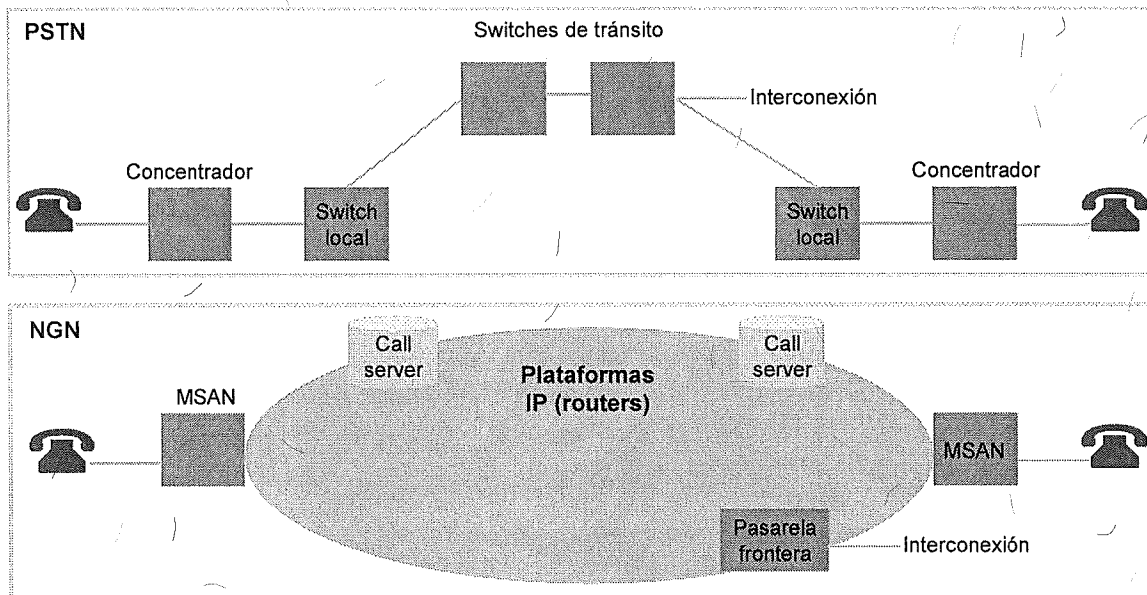 PSTN
Switches de tránsito
Interconexión
Concentrador
Concentrador
Switch
local
Switch
local
NGN
Call
server
Call
server
Plataformas
IP (routers)
MSAN
MSAN
Pasarela
frontera
Interconexión